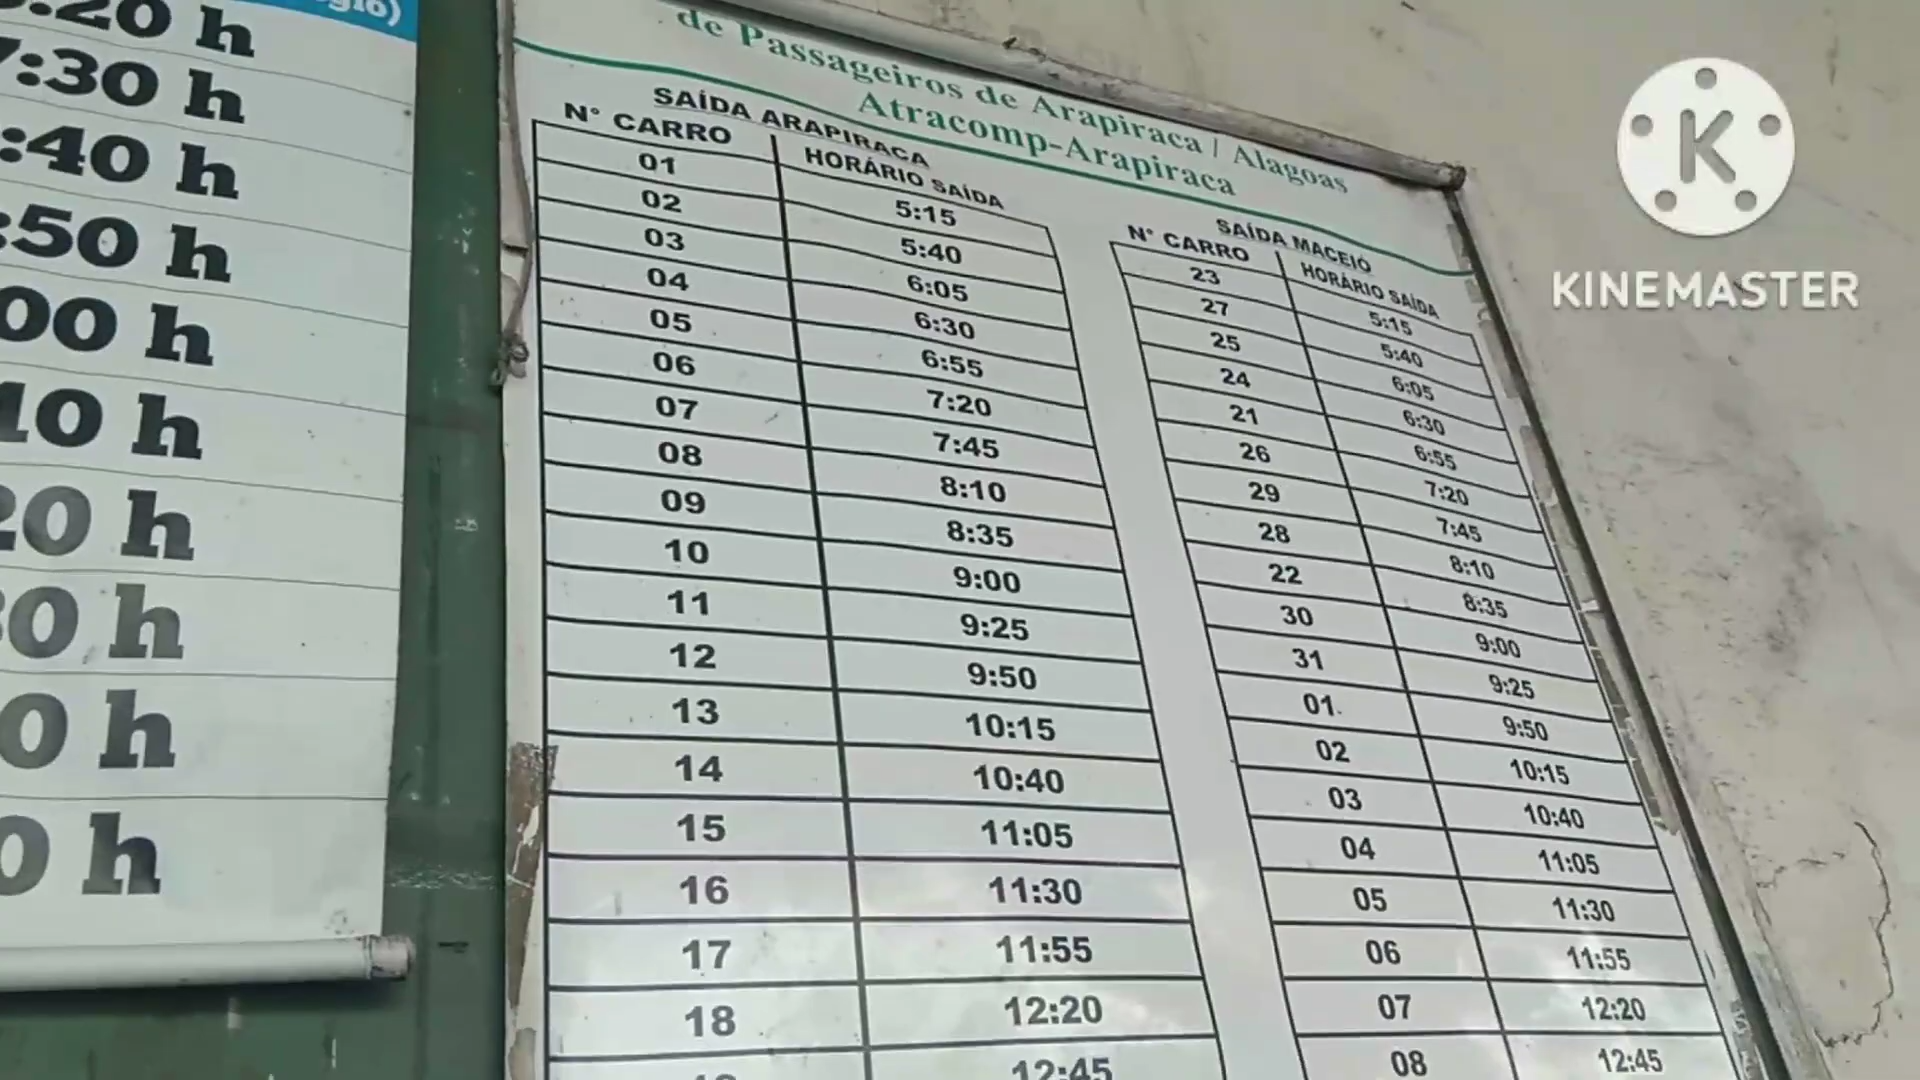 :20 h
7:30 h
:40 h
:50 h
00 h
10 h
20 h
30 h
0 h
0 h
de Passageiros de Arapiraca / Alagoas
Atracomp-Arapiraca
SAÍDA ARAPIRACA
N° CARRO HORÁRIO SAÍDA
01 5:15
02 5:40
03 6:05
04 6:30
05 6:55
06 7:20
07 7:45
08 8:10
09 8:35
10 9:00
11 9:25
12 9:50
13 10:15
14 10:40
15 11:05
16 11:30
17 11:55
18 12:20
12:45
SAÍDA MACEIÓ
N° CARRO HORÁRIO SAÍDA
23 5:15
27 5:40
25 6:05
24 6:30
21 6:55
26 7:20
29 7:45
28 8:10
22 8:35
30 9:00
31 9:25
01 9:50
02 10:15
03 10:40
04 11:05
05 11:30
06 11:55
07 12:20
08 12:45
K
KINEMASTER